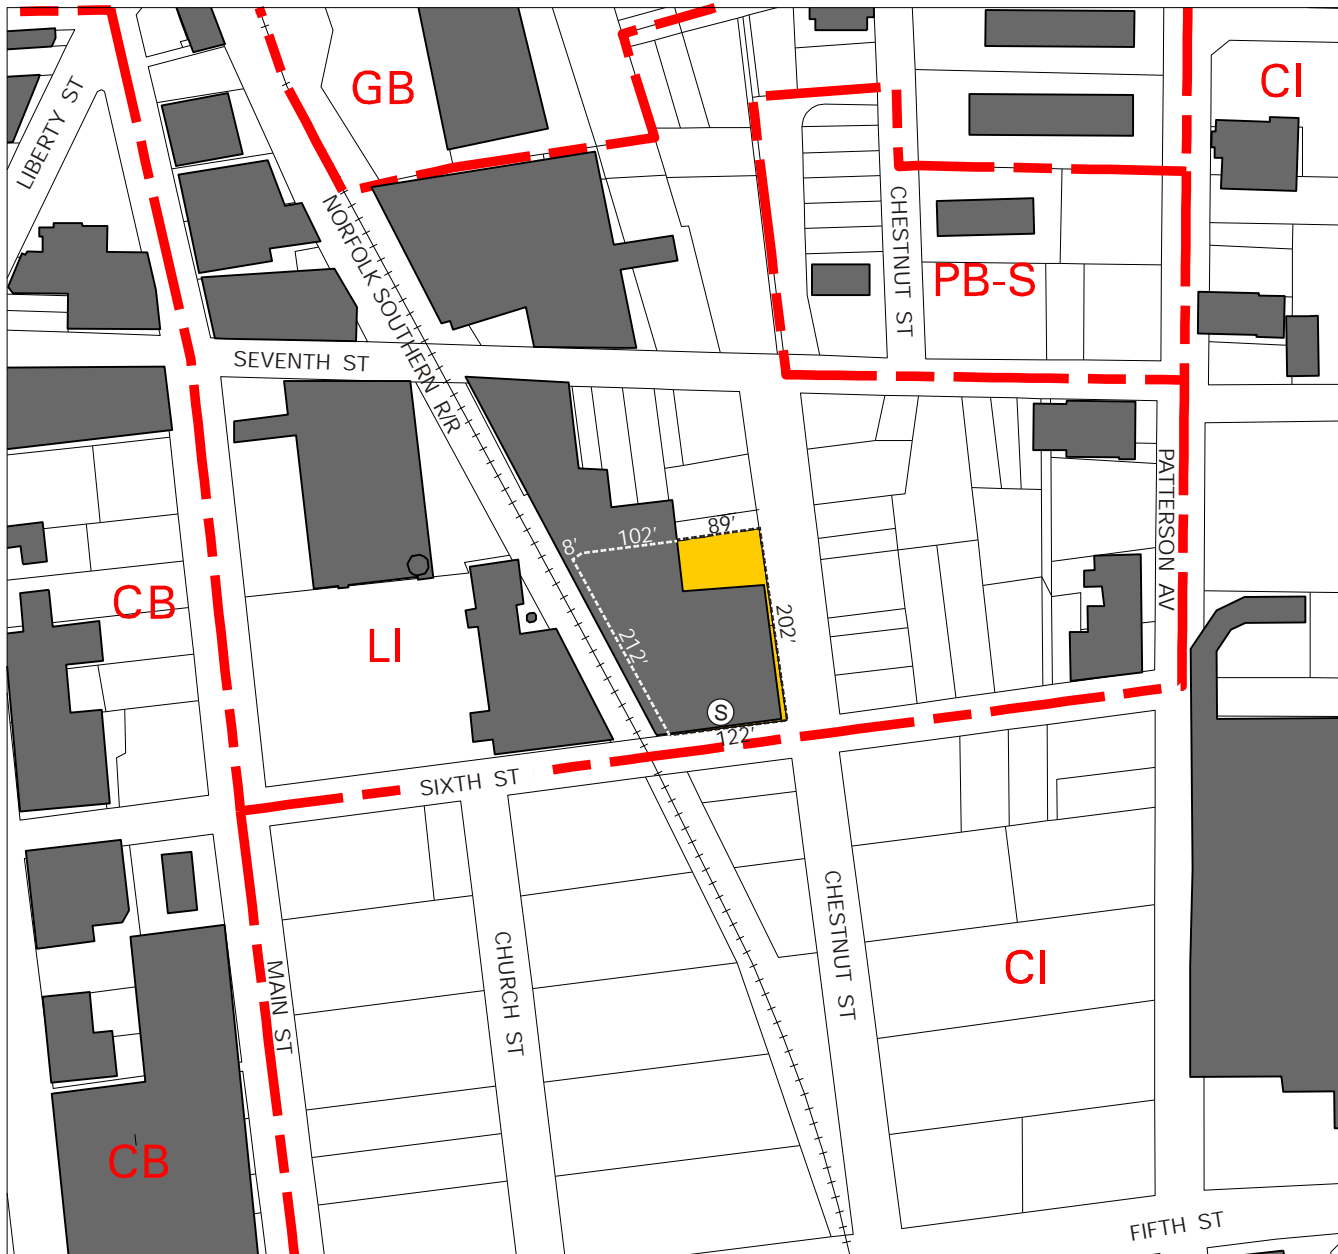 GB
CI
LIBERTY ST
NORFOLK SOUTHERN R/R
CHESTNUT ST
PB-S
SEVENTH ST
PATTERSON AV
89'
102'
8'
CB
LI
212'
202'
S
122'
SIXTH ST
CHESTNUT ST
CHURCH ST
MAIN ST
CI
CB
FIFTH ST